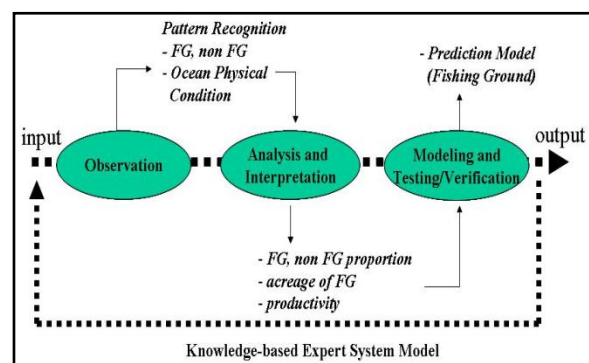 Pattern Recognition
- FG, non FG
- Ocean Physical
Condition
- Prediction Model
(Fishing Ground)
input
output
Observation
Analysis and
Interpretation
Modeling and
Testing/Verification
- FG, non FG proportion
- acreage of FG
- productivity
Knowledge-based Expert System Model